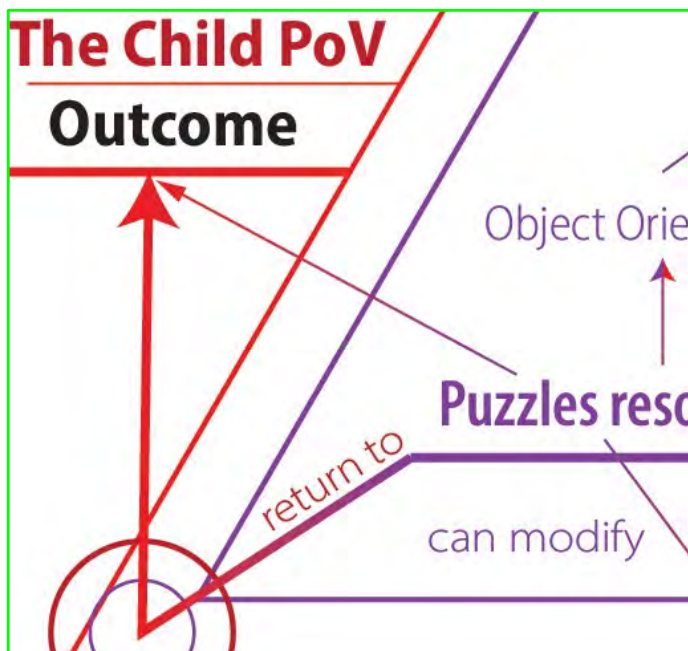 The Child PoV
Outcome
Object Orie
Puzzles reso
return to
can modify